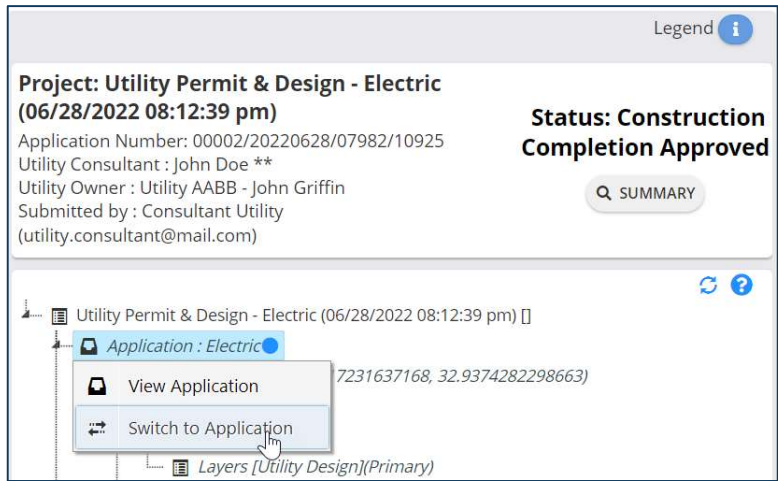 Legend
Project: Utility Permit & Design - Electric
(06/28/2022 08:12:39 pm)
Application Number: 00002/20220628/07982/10925
Utility Consultant : John Doe **
Utility Owner : Utility AABB - John Griffin
Submitted by : Consultant Utility
(utility.consultant@mail.com)
Status: Construction
Completion Approved
SUMMARY
Utility Permit & Design - Electric (06/28/2022 08:12:39 pm) []
Application : Electric
7231637168, 32.9374282298663)
View Application
Switch to Application
Layers [Utility Design](Primary)